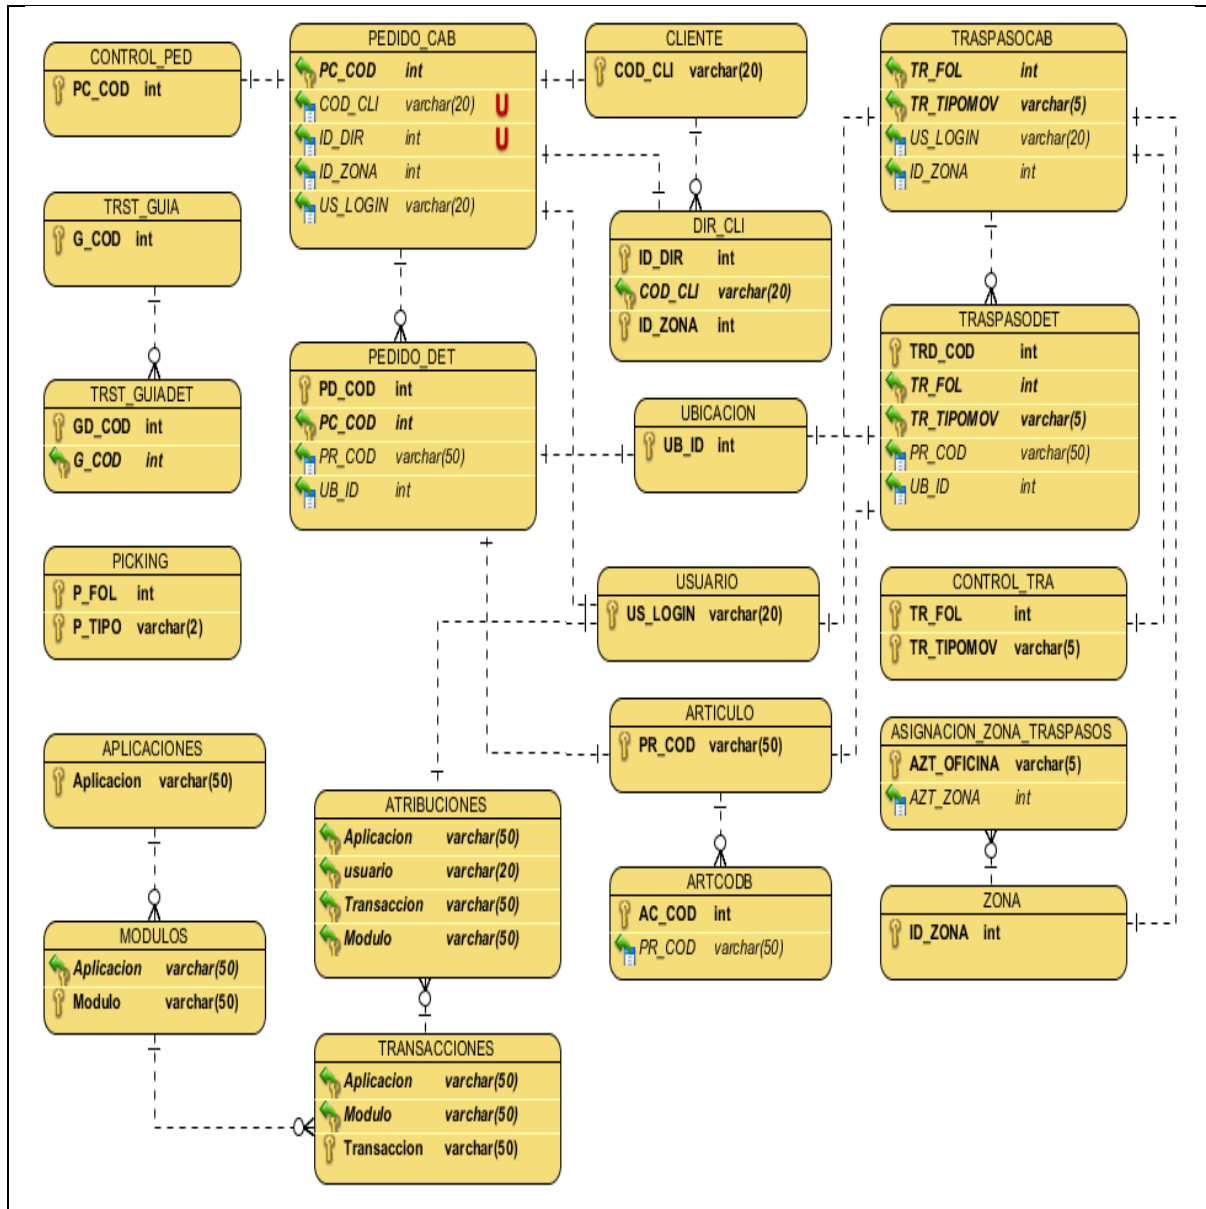 CONTROL_PED
PC_COD int
PEDIDO_CAB
PC_COD int
COD_CLI varchar(20) U
ID_DIR int U
ID_ZONA int
US_LOGIN varchar(20)
CLIENTE
COD_CLI varchar(20)
TRASPASOCAB
TR_FOL int
TR_TIPOMOV varchar(5)
US_LOGIN varchar(20)
ID_ZONA int
TRST_GUIA
G_COD int
DIR_CLI
ID_DIR int
COD_CLI varchar(20)
ID_ZONA int
TRASPASODET
TRD_COD int
TR_FOL int
TR_TIPOMOV varchar(5)
PR_COD varchar(50)
UB_ID int
PEDIDO_DET
PD_COD int
PC_COD int
PR_COD varchar(50)
UB_ID int
TRST_GUIADET
GD_COD int
G_COD int
UBICACION
UB_ID int
PICKING
P_FOL int
P_TIPO varchar(2)
USUARIO
US_LOGIN varchar(20)
CONTROL_TRA
TR_FOL int
TR_TIPOMOV varchar(5)
ARTICULO
PR_COD varchar(50)
ASIGNACION_ZONA_TRASPASOS
AZT_OFICINA varchar(5)
AZT_ZONA int
APLICACIONES
Aplicacion varchar(50)
ATRIBUCIONES
Aplicacion varchar(50)
usuario varchar(20)
Transaccion varchar(50)
Modulo varchar(50)
ARTCODB
AC_COD int
PR_COD varchar(50)
ZONA
ID_ZONA int
MODULOS
Aplicacion varchar(50)
Modulo varchar(50)
TRANSACCIONES
Aplicacion varchar(50)
Modulo varchar(50)
Transaccion varchar(50)